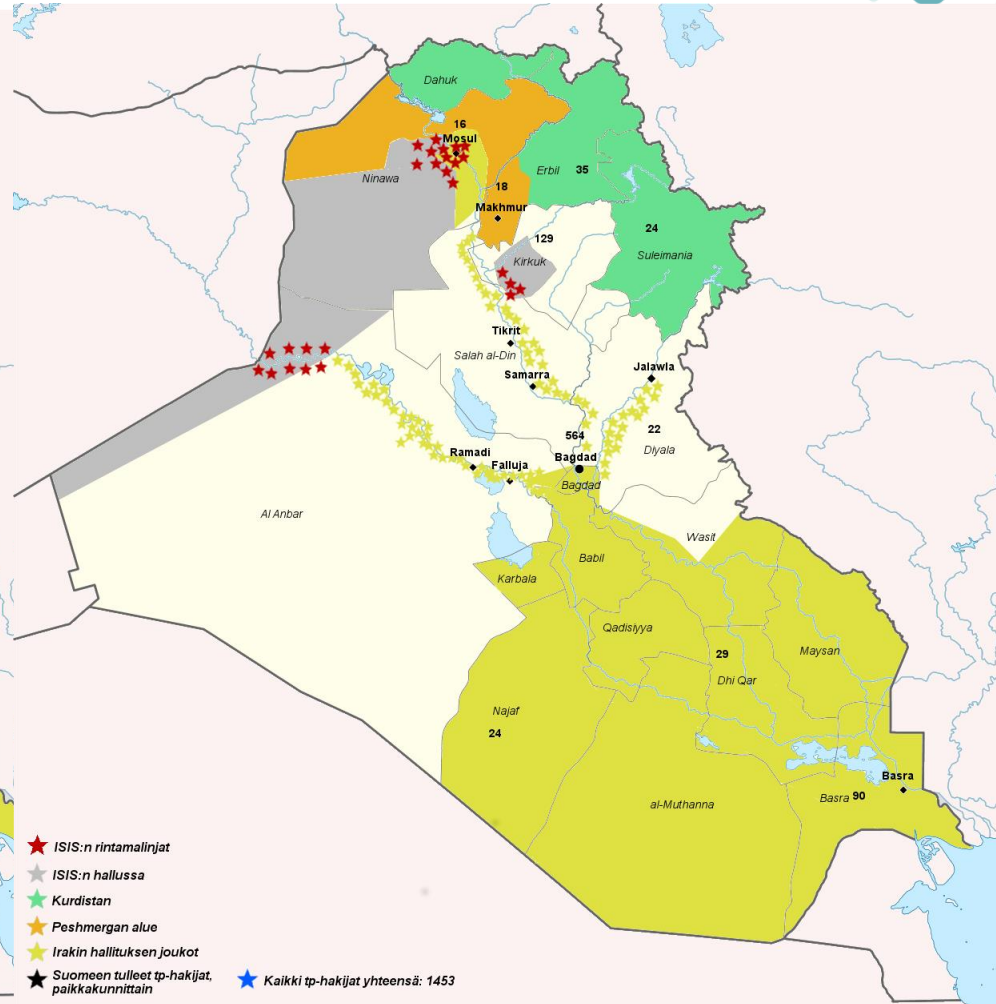 Dahuk
16
Mosul
Ninawa
Erbil
35
18
Makhmur
24
Suleimania
129
Kirkuk
Tikrit
Salah al-Din
Samarra
Jalawla
564
22
Diyala
Ramadi
Falluja
Bagdad
Bagdad
Al Anbar
Wasit
Babil
Karbala
Qadisiyya
29
Maysan
Dhi Qar
Najaf
24
Basra
Basra 90
al-Muthanna
ISIS:n rintamalinjat
ISIS:n hallussa
Kurdistan
Peshmergan alue
Irakin hallituksen joukot
Suomeen tulleet tp-hakijat,
paikkakunnittain
Kaikki tp-hakijat yhteensä: 1453